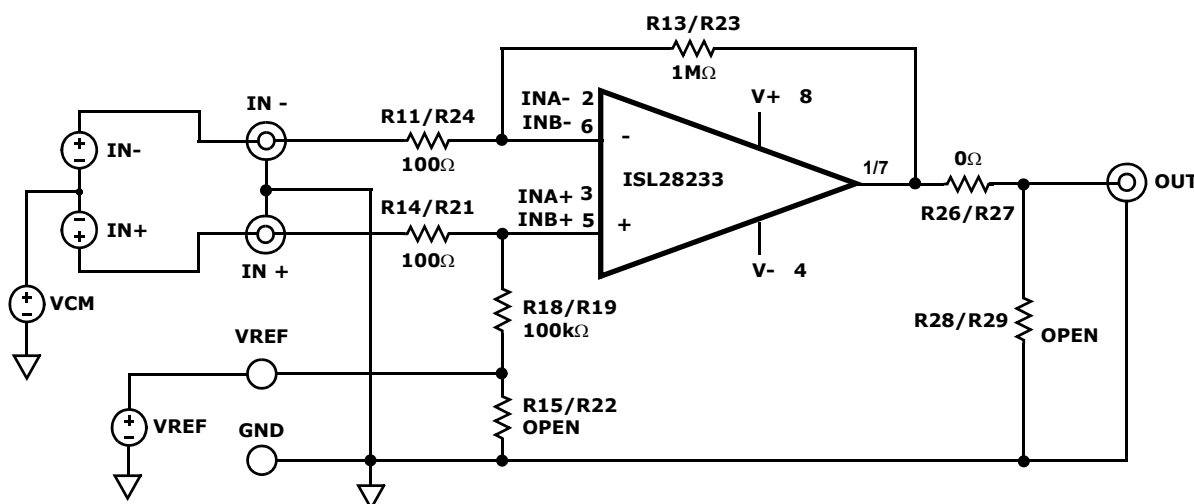 R13/R23
1MΩ
IN -
R11/R24
100Ω
INA- 2
INB- 6
-
V+ 8
+
-
IN-
ISL28233
1/7
0Ω
R26/R27
OUT
-
+
IN+
R14/R21
100Ω
INA+ 3
INB+ 5
+
IN +
V- 4
+
-
VCM
R18/R19
100kΩ
R28/R29
OPEN
VREF
+
-
VREF
R15/R22
OPEN
GND